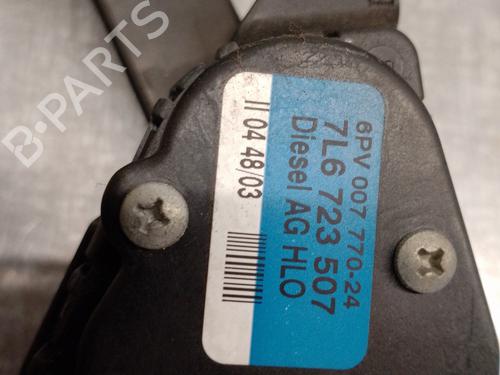 B-PARTS
6PV 007 770-24
7L6 723 507
Diesel AG HLO
II 04 48/03